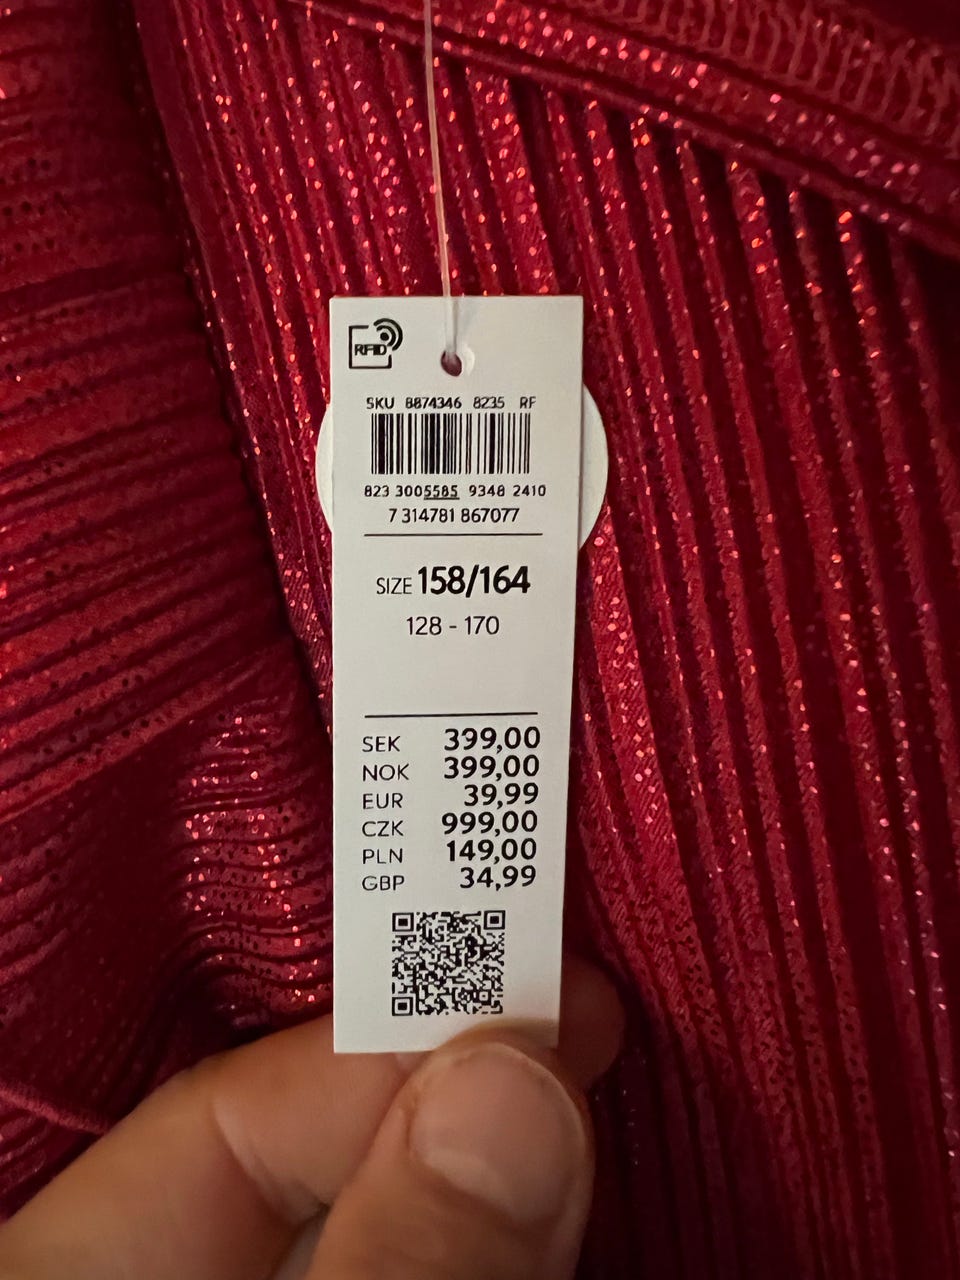 RFID
SKU 8874346 8235 RF
823 3005585 9348 2410
7 314781 867077
SIZE 158/164
128 - 170
SEK 399,00
NOK 399,00
EUR 39,99
CZK 999,00
PLN 149,00
GBP 34,99